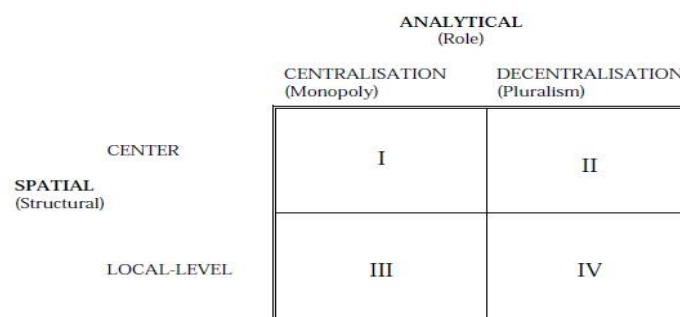 ANALYTICAL
(Role)
CENTRALISATION DECENTRALISATION
(Monopoly) (Pluralism)
CENTER I II
SPATIAL
(Structural)
LOCAL-LEVEL III IV